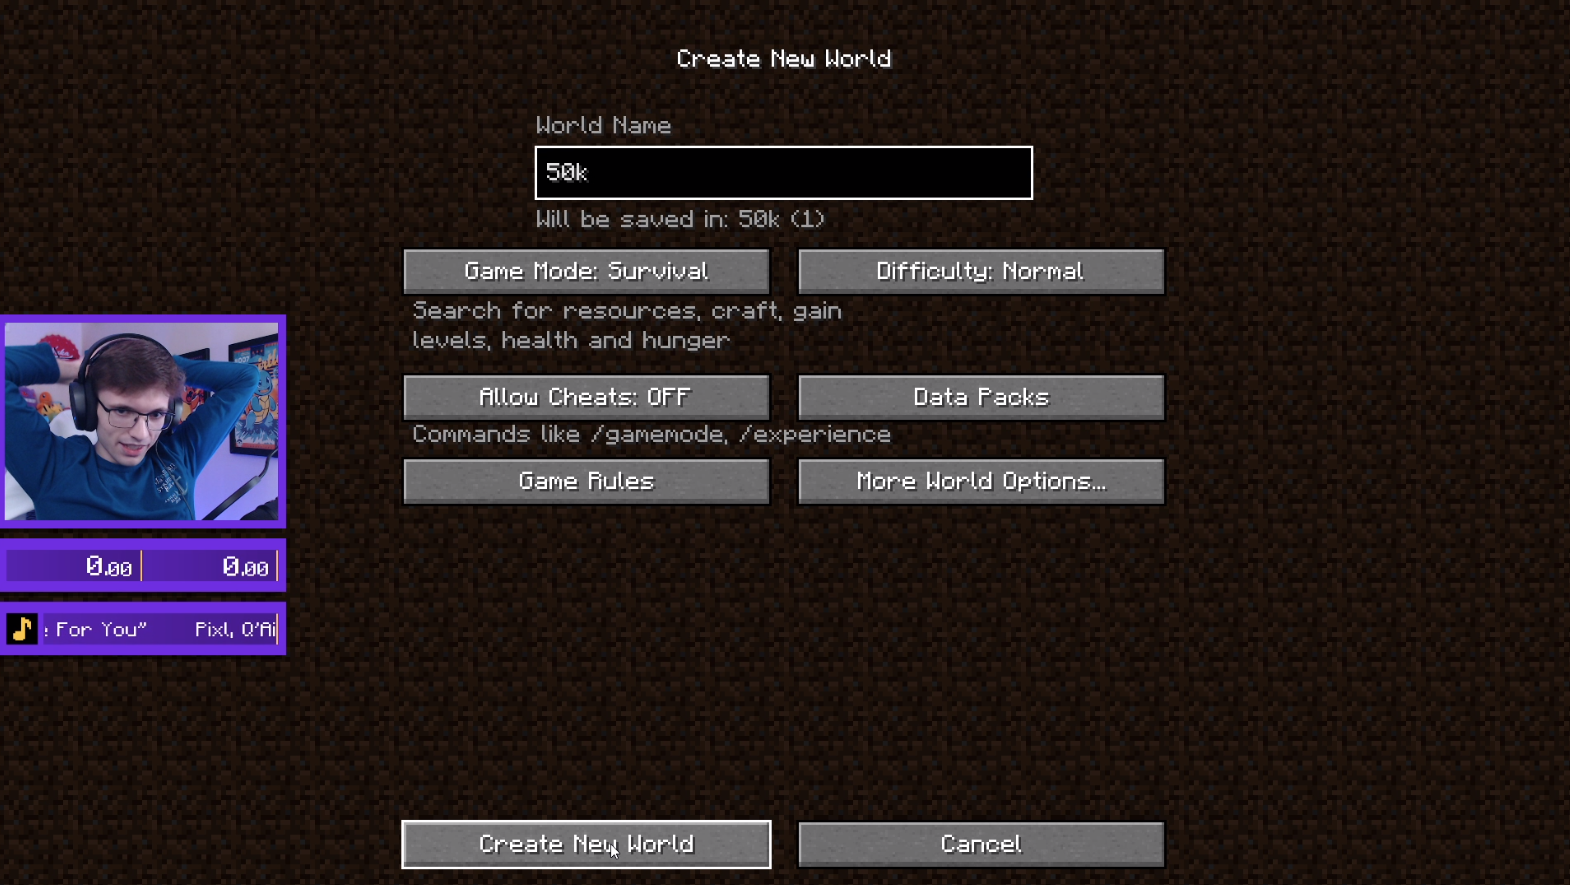 Create New World
World Name
50k
Will be saved in: 50k (1)
Game Mode: Survival
Difficulty: Normal
Search for resources, craft, gain
levels, health and hunger
Allow Cheats: OFF
Data Packs
Commands like /gamemode, /experience
Game Rules
More World Options...
0.00
0.00
For You" Pixl, Q'Ai
Create New World
Cancel